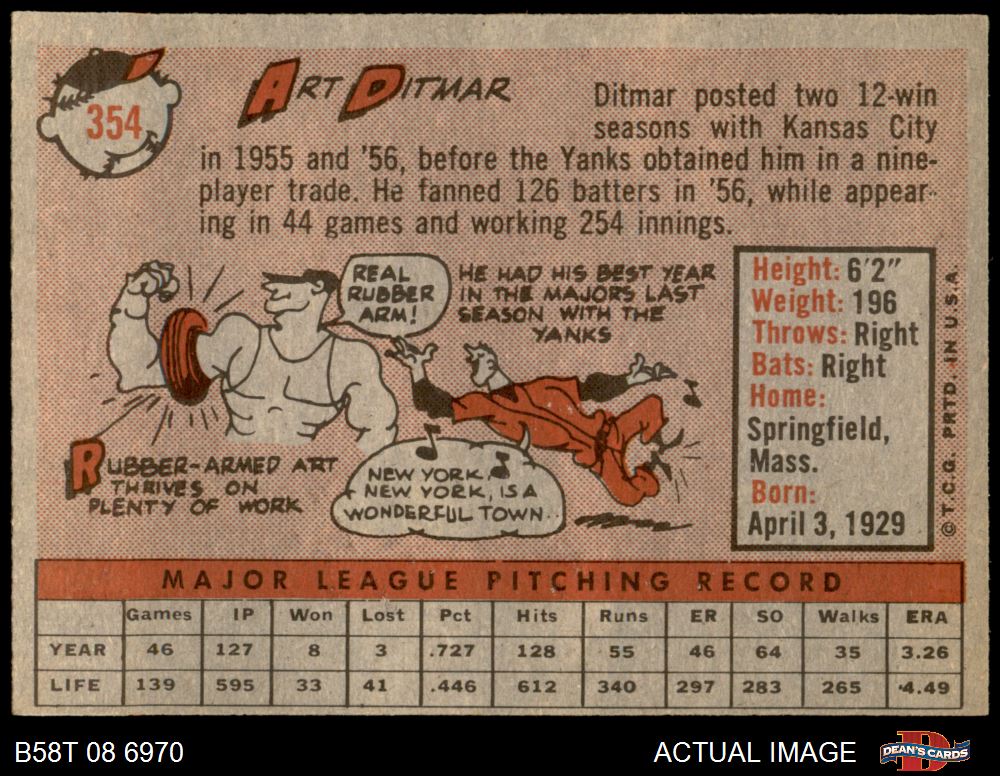 354
ART DITMAR
Ditmar posted two 12-win
seasons with Kansas City
in 1955 and '56, before the Yanks obtained him in a nine-
player trade. He fanned 126 batters in '56, while appear-
ing in 44 games and working 254 innings.
REAL
RUBBER
ARM!
HE HAD HIS BEST YEAR
IN THE MAJORS LAST
SEASON WITH THE
YANKS
RUBBER-ARMED ART
THRIVES ON
PLENTY OF WORK
NEW YORK,
NEW YORK, IS A
WONDERFUL TOWN..
Height: 6'2"
Weight: 196
Throws: Right
Bats: Right
Home:
Springfield,
Mass.
Born:
April 3, 1929
© T.C.G. PRTD. IN U.S.A.
MAJOR LEAGUE PITCHING RECORD
Games IP Won Lost Pct Hits Runs ER SO Walks ERA
YEAR 46 127 8 3 .727 128 55 46 64 35 3.26
LIFE 139 595 33 41 .446 612 340 297 283 265 4.49
B58T 08 6970
ACTUAL IMAGE
DEAN'S CARDS